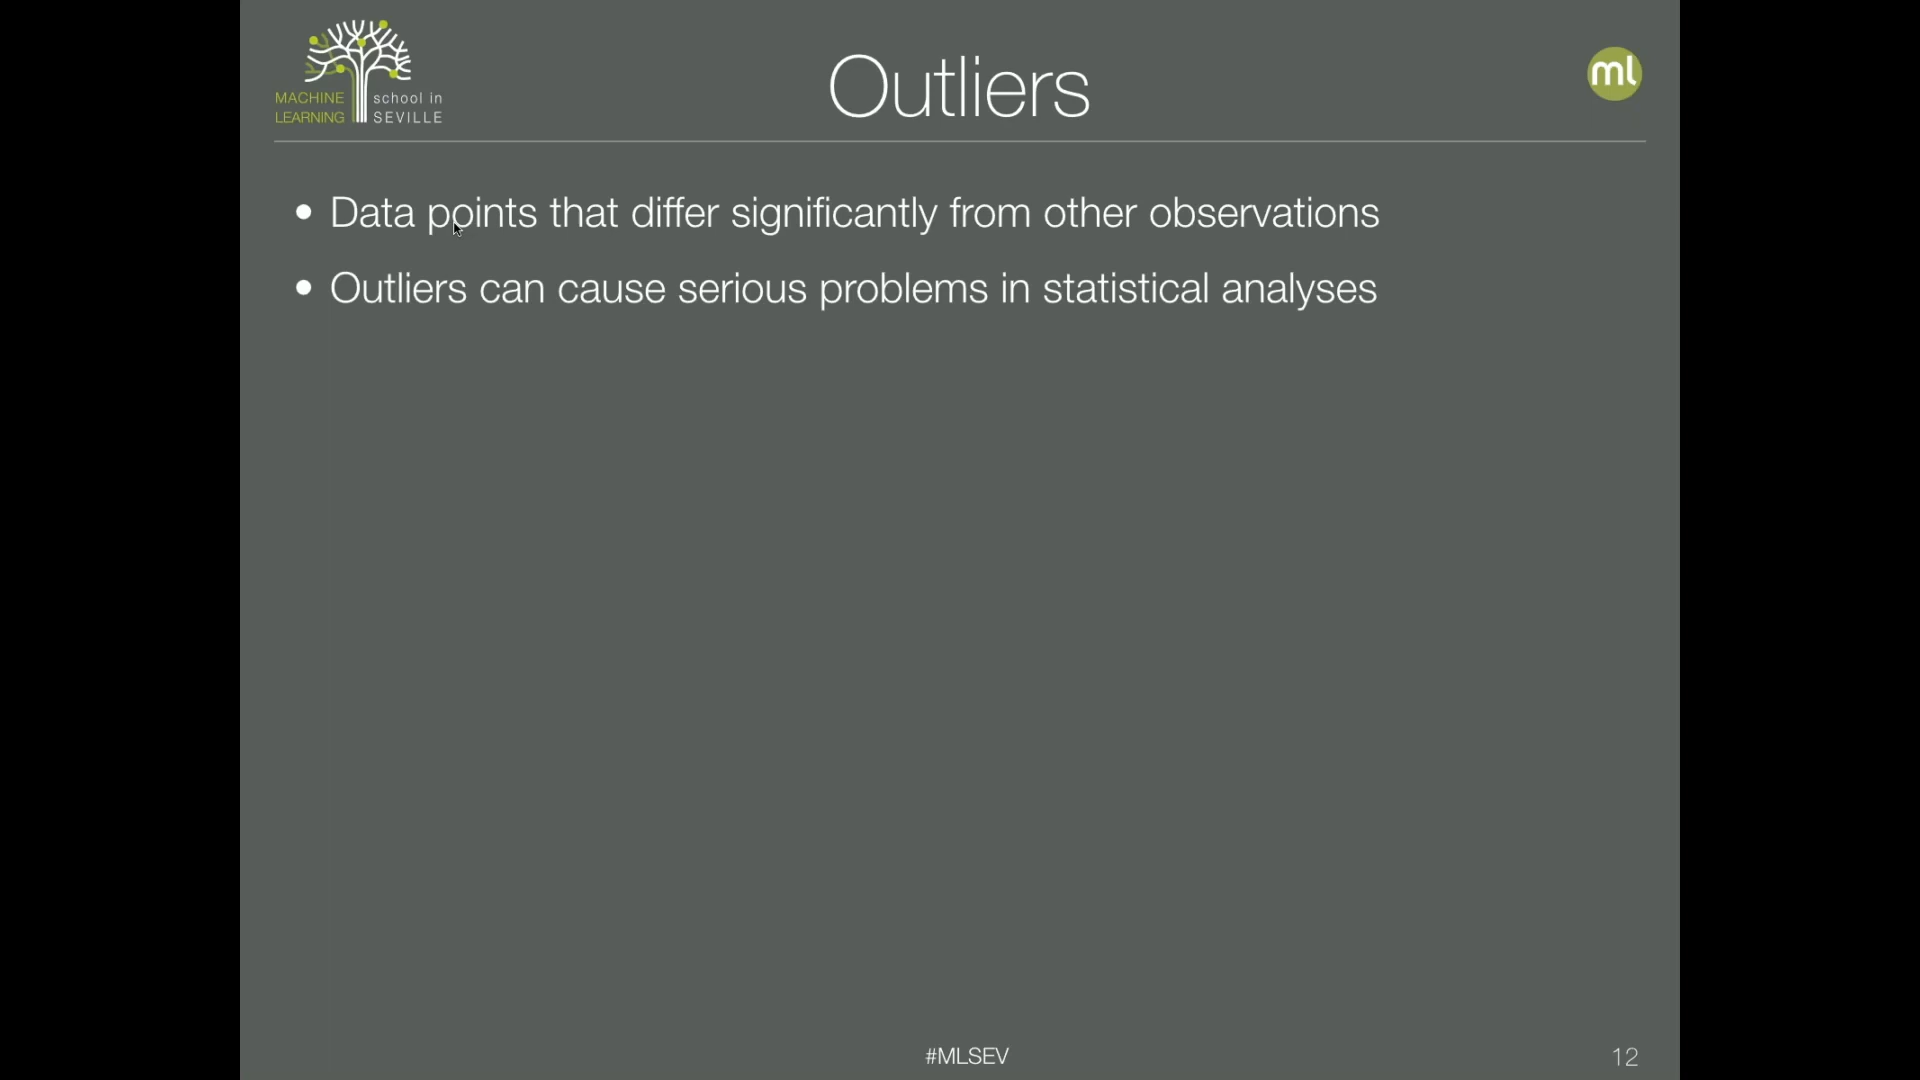 MACHINE school in
LEARNING SEVILLE
Outliers
ml
• Data points that differ significantly from other observations
• Outliers can cause serious problems in statistical analyses
#MLSEV
12